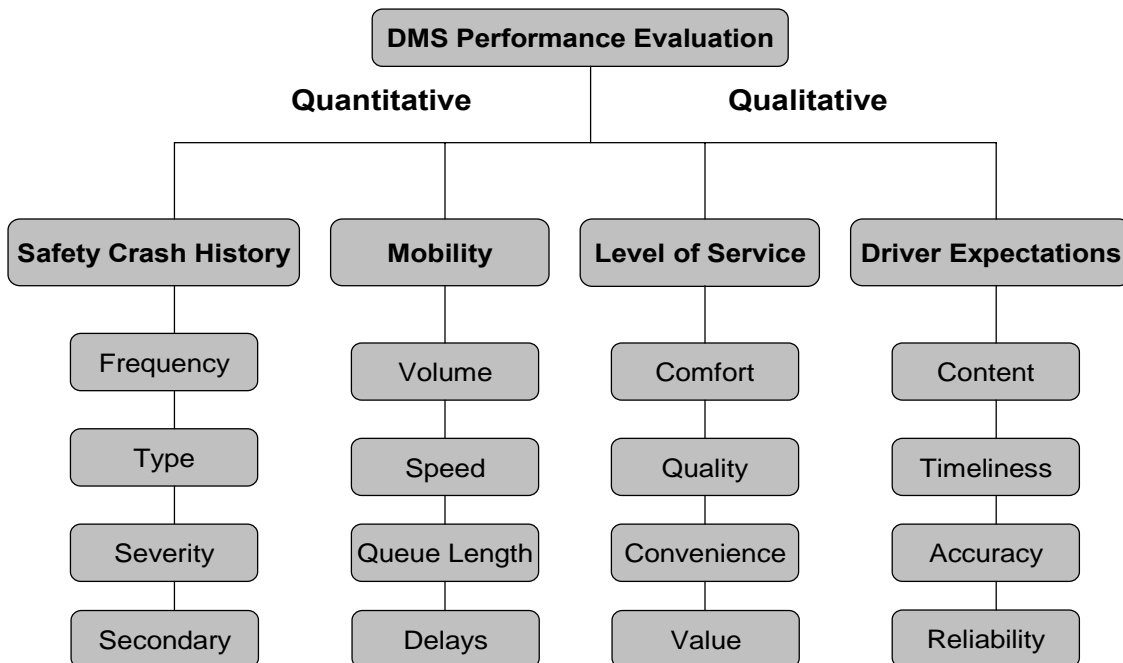 DMS Performance Evaluation
Quantitative
Qualitative
Safety Crash History
Mobility
Level of Service
Driver Expectations
Frequency
Volume
Comfort
Content
Type
Speed
Quality
Timeliness
Severity
Queue Length
Convenience
Accuracy
Secondary
Delays
Value
Reliability